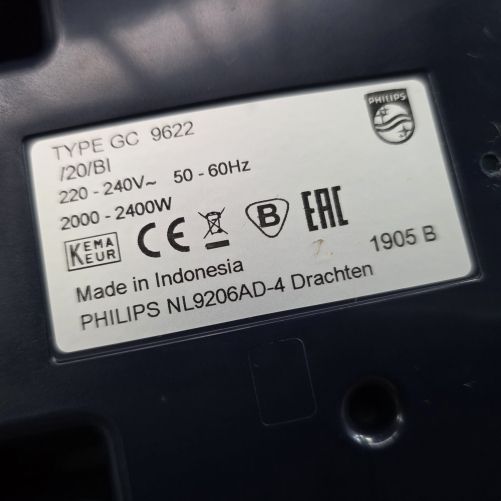 PHILIPS
TYPE GC 9622
/20/BI
220 - 240V~ 50 - 60Hz
2000 - 2400W
KEMA
KEUR
CE
B
EAC
1905 B
Made in Indonesia
PHILIPS NL9206AD-4 Drachten